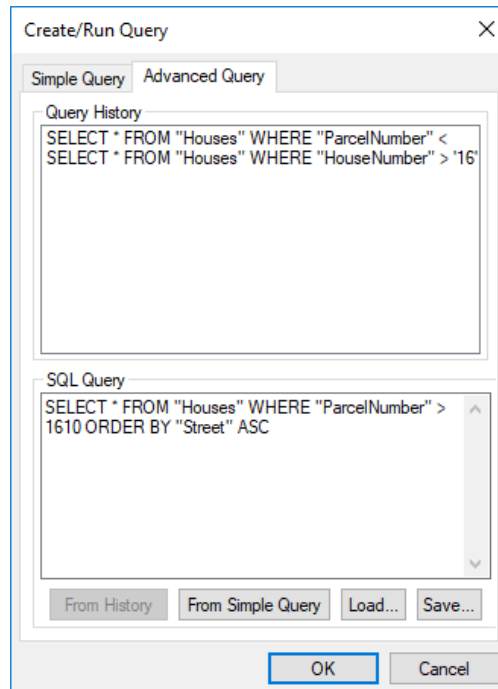 Create/Run Query
Simple Query
Advanced Query
Query History
SELECT * FROM "Houses" WHERE "ParcelNumber" <
SELECT * FROM "Houses" WHERE "HouseNumber" > '16'
SQL Query
SELECT * FROM "Houses" WHERE "ParcelNumber" >
1610 ORDER BY "Street" ASC
From History
From Simple Query
Load...
Save...
OK
Cancel